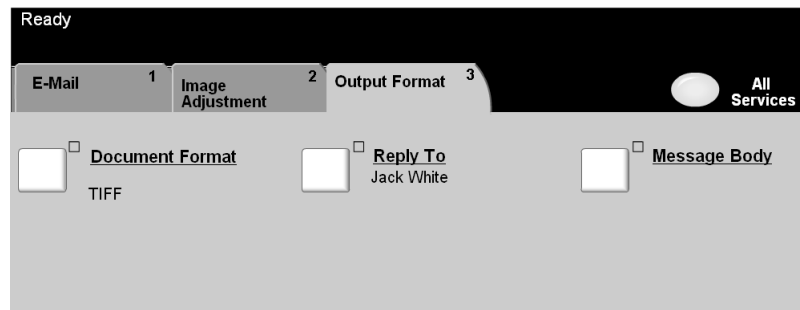 Ready
E-Mail 1
Image Adjustment 2
Output Format 3
All Services
Document Format
TIFF
Reply To
Jack White
Message Body